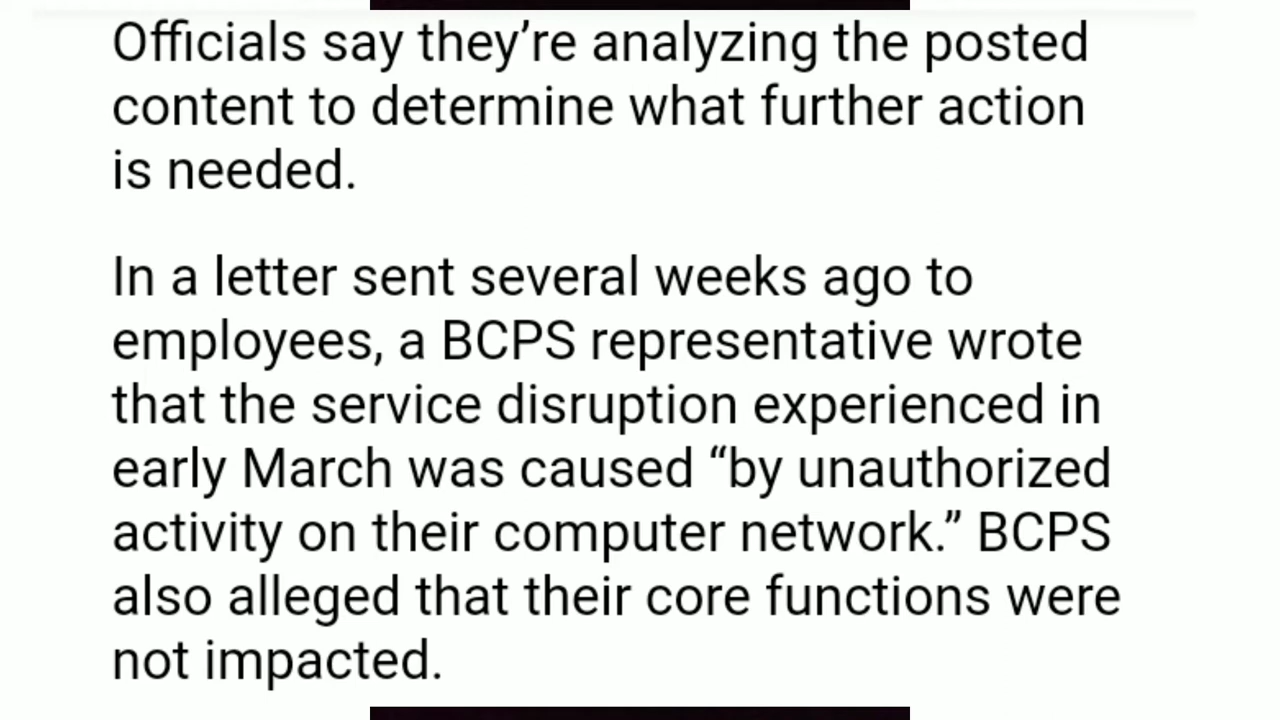 Officials say they’re analyzing the posted
content to determine what further action
is needed.
In a letter sent several weeks ago to
employees, a BCPS representative wrote
that the service disruption experienced in
early March was caused “by unauthorized
activity on their computer network.” BCPS
also alleged that their core functions were
not impacted.